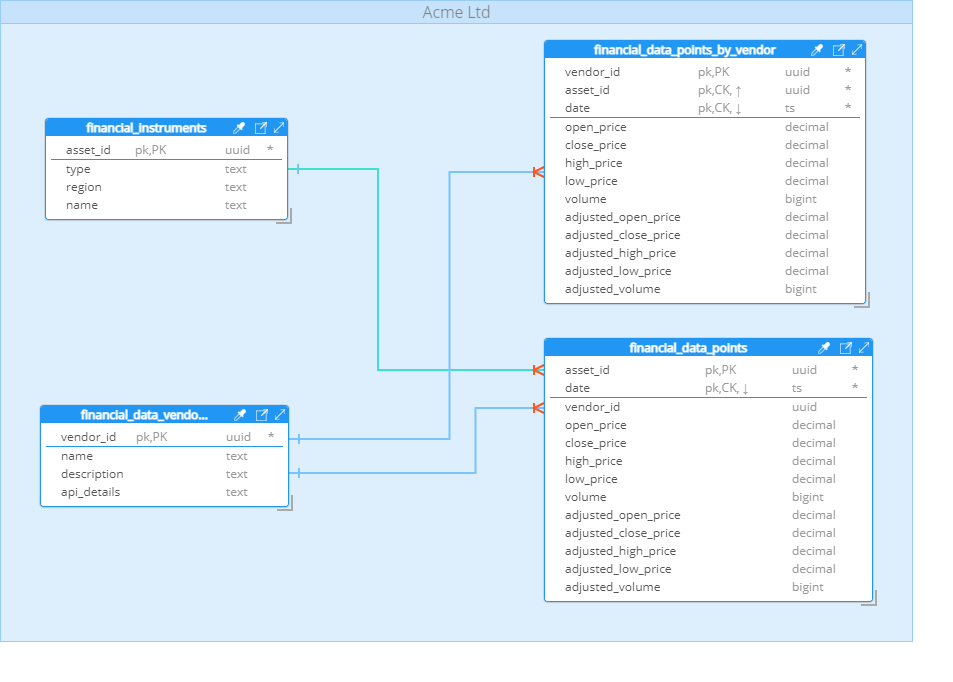 Acme Ltd
financial_instruments
asset_id pk,PK uuid *
type text
region text
name text
financial_data_vendo...
vendor_id pk,PK uuid *
name text
description text
api_details text
financial_data_points_by_vendor
vendor_id pk,PK uuid *
asset_id pk,CK, ↑ uuid *
date pk,CK, ↓ ts *
open_price decimal
close_price decimal
high_price decimal
low_price decimal
volume bigint
adjusted_open_price decimal
adjusted_close_price decimal
adjusted_high_price decimal
adjusted_low_price decimal
adjusted_volume bigint
financial_data_points
asset_id pk,PK uuid *
date pk,CK, ↓ ts *
vendor_id uuid
open_price decimal
close_price decimal
high_price decimal
low_price decimal
volume bigint
adjusted_open_price decimal
adjusted_close_price decimal
adjusted_high_price decimal
adjusted_low_price decimal
adjusted_volume bigint